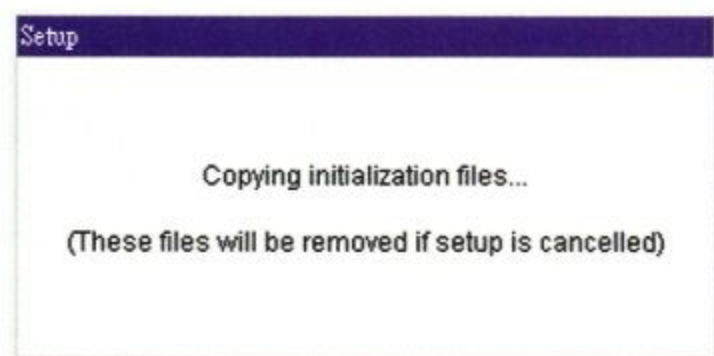 Setup
Copying initialization files...
(These files will be removed if setup is cancelled)